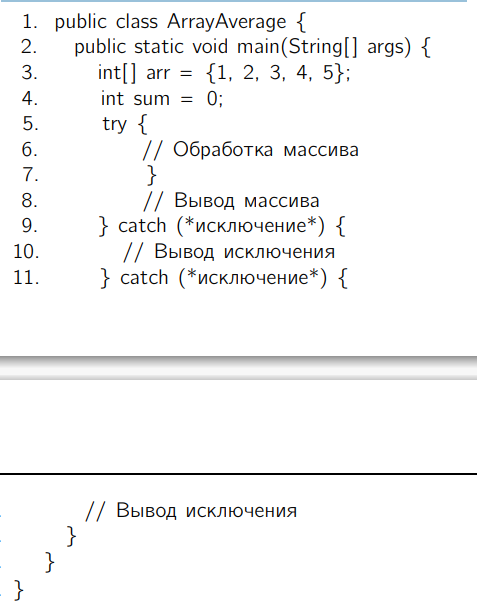 1. public class ArrayAverage {
2. public static void main(String[] args) {
3. int[] arr = {1, 2, 3, 4, 5};
4. int sum = 0;
5. try {
6. // Обработка массива
7. }
8. // Вывод массива
9. } catch (*исключение*) {
10. // Вывод исключения
11. } catch (*исключение*) {
// Вывод исключения
}
}
}